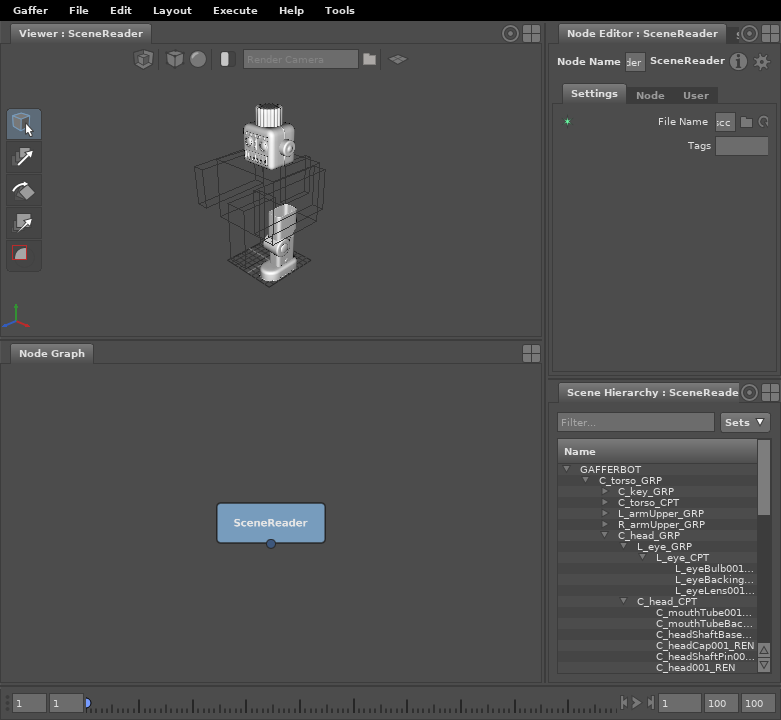 Gaffer File Edit Layout Execute Help Tools
Viewer : SceneReader
Render Camera
Node Graph
SceneReader
Node Editor : SceneReader
Node Name der SceneReader
Settings Node User
File Name scc
Tags
Scene Hierarchy : SceneReade
Filter... Sets
Name
GAFFERBOT
C_torso_GRP
C_key_GRP
C_torso_CPT
L_armUpper_GRP
R_armUpper_GRP
C_head_GRP
L_eye_GRP
L_eye_CPT
L_eyeBulb001...
L_eyeBacking...
L_eyeLens001...
C_head_CPT
C_mouthTube001...
C_mouthTubeBac...
C_headShaftBase...
C_headCap001_REN
C_headShaftPin00...
C_head001_REN
1 1 1 100 100